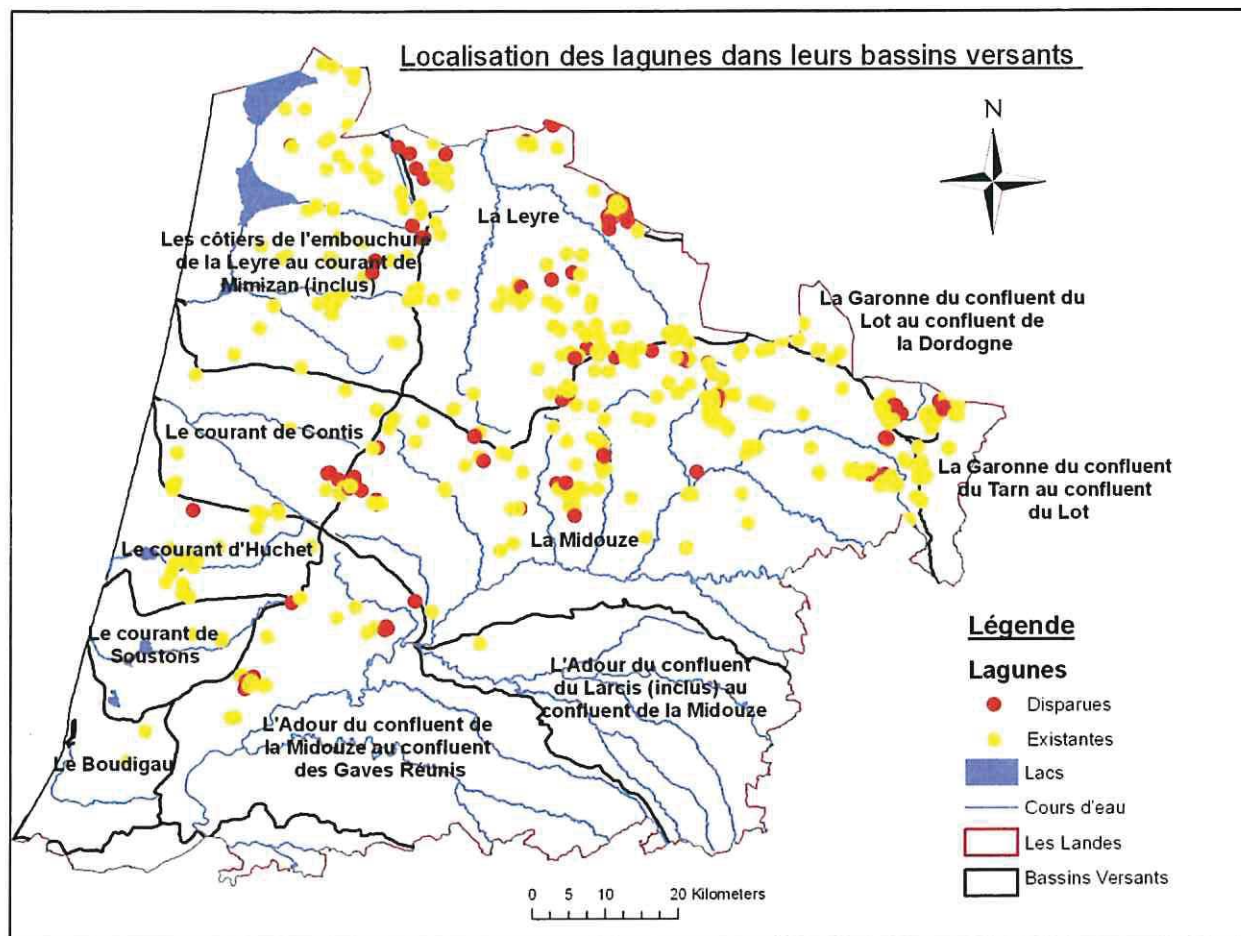 Localisation des lagunes dans leurs bassins versants
N
La Leyre
Les côtiers de l'embouchure
de la Leyre au courant de
Mimizan (inclus)
La Garonne du confluent du
Lot au confluent de
la Dordogne
Le courant de Contis
La Garonne du confluent
du Tarn au confluent
du Lot
La Midouze
Le courant d'Huchet
Le courant de
Soustons
L'Adour du confluent
du Larcis (inclus) au
confluent de la Midouze
L'Adour du confluent de
la Midouze au confluent
des Gaves Réunis
Le Boudigau
Légende
Lagunes
Disparues
Existantes
Lacs
Cours d'eau
Les Landes
Bassins Versants
0 5 10 20 Kilometers